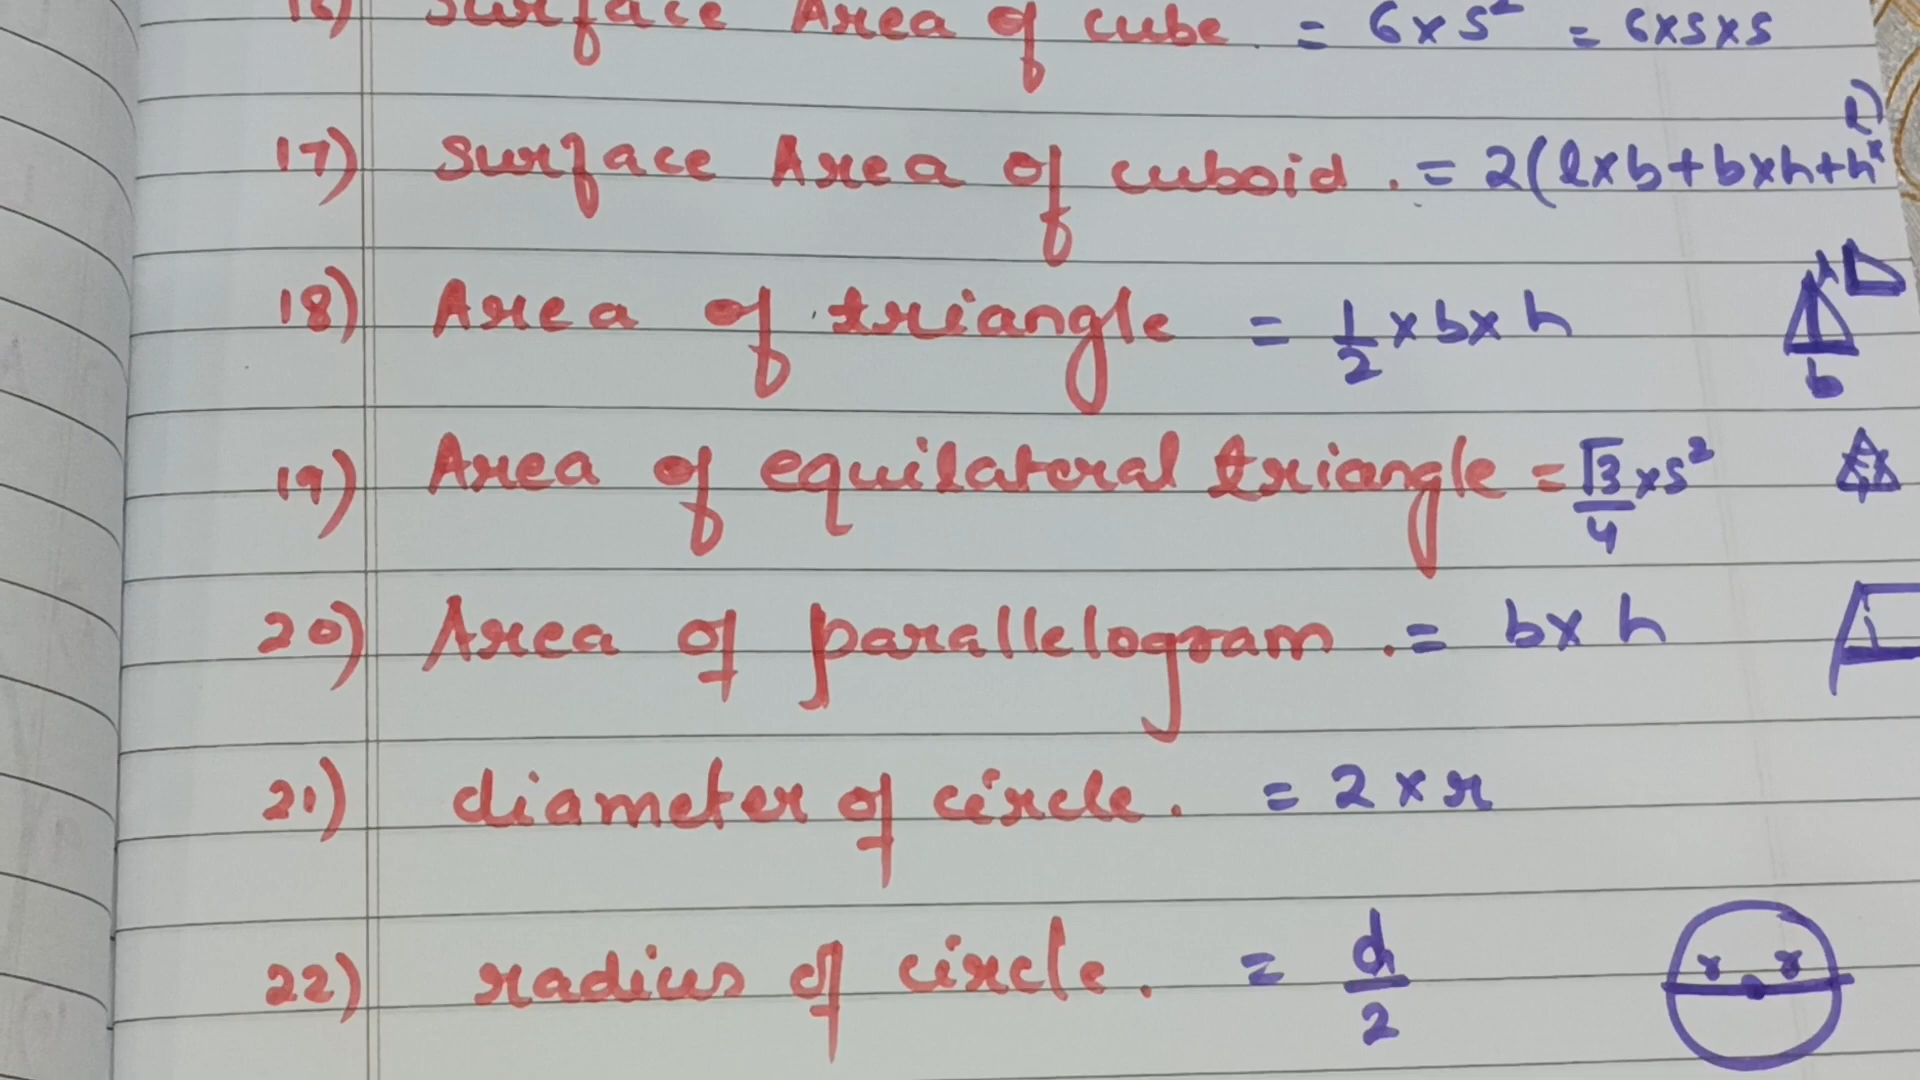 16) Surface Area of cube. = 6×s² = 6×s×s
17) Surface Area of cuboid. = 2(l×b+b×h+h×l)
18) Area of triangle = 1/2 ×b×h b
19) Area of equilateral triangle = √3/4 ×s²
20) Area of parallelogram. = b×h
21) diameter of circle. = 2×r
22) radius of circle. = d/2 r r